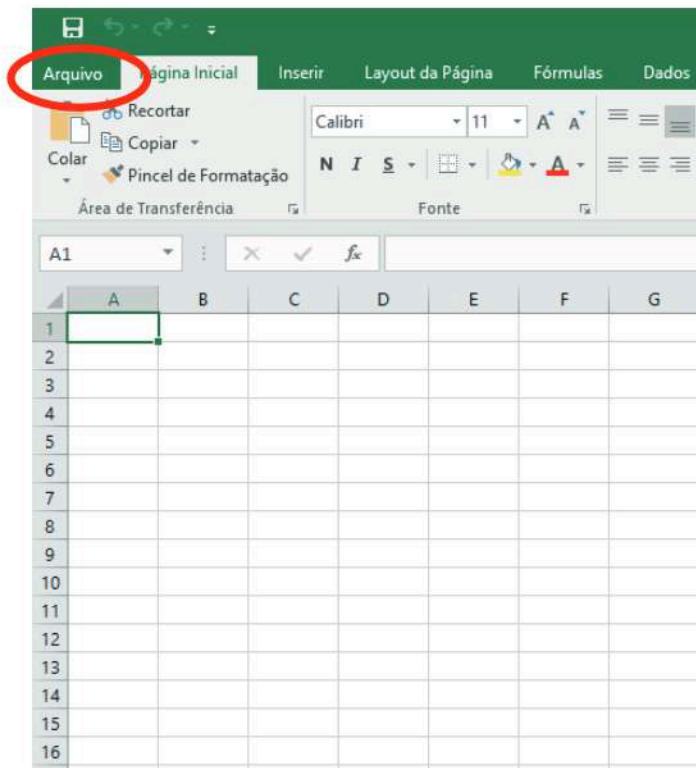 Arquivo Página Inicial Inserir Layout da Página Fórmulas Dados
Colar
Recortar
Copiar
Pincel de Formatação
Área de Transferência
Calibri 11 A A
N I S A
Fonte
A1 fx
A B C D E F G
1
2
3
4
5
6
7
8
9
10
11
12
13
14
15
16